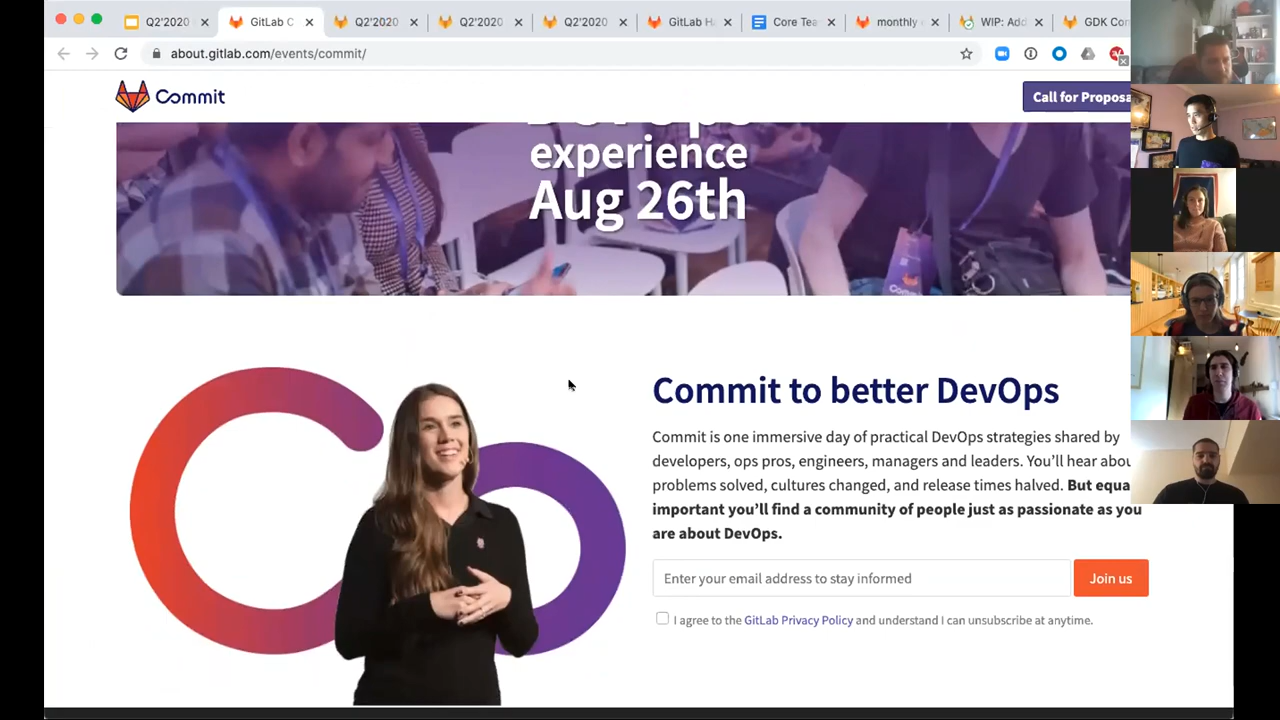 Q2'2020
GitLab C
Q2'2020
Q2'2020
Q2'2020
GitLab Ha
Core Tea
monthly
WIP: Add
GDK Con
about.gitlab.com/events/commit/
Commit
Call for Proposa
experience
Aug 26th
Commit to better DevOps
Commit is one immersive day of practical DevOps strategies shared by
developers, ops pros, engineers, managers and leaders. You'll hear abou
problems solved, cultures changed, and release times halved. But equa
important you'll find a community of people just as passionate as you
are about DevOps.
Enter your email address to stay informed
Join us
I agree to the GitLab Privacy Policy and understand I can unsubscribe at anytime.